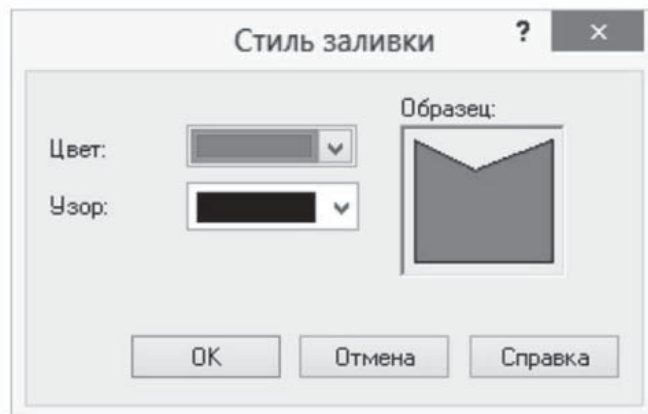 Стиль заливки ? ×
Образец:
Цвет:
Узор:
OK Отмена Справка